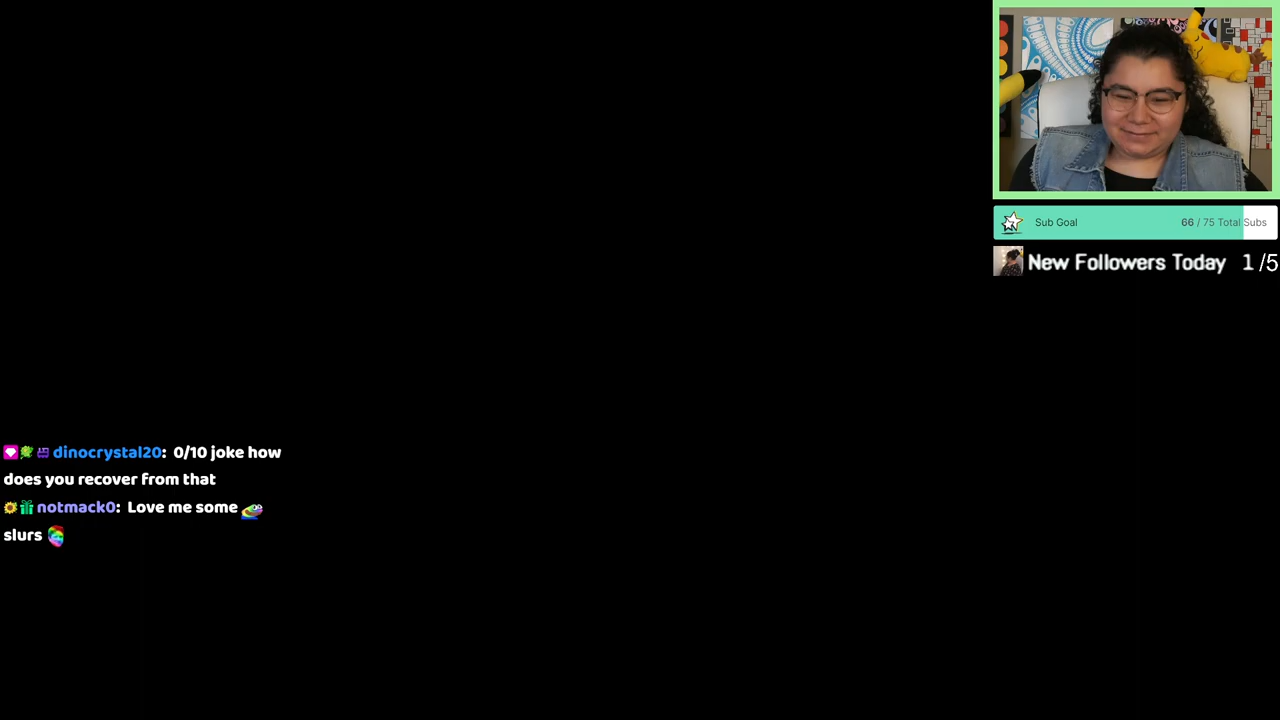 Sub Goal 66 / 75 Total Subs
New Followers Today 1 /5
dinocrystal20: 0/10 joke how
does you recover from that
notmack0: Love me some
slurs